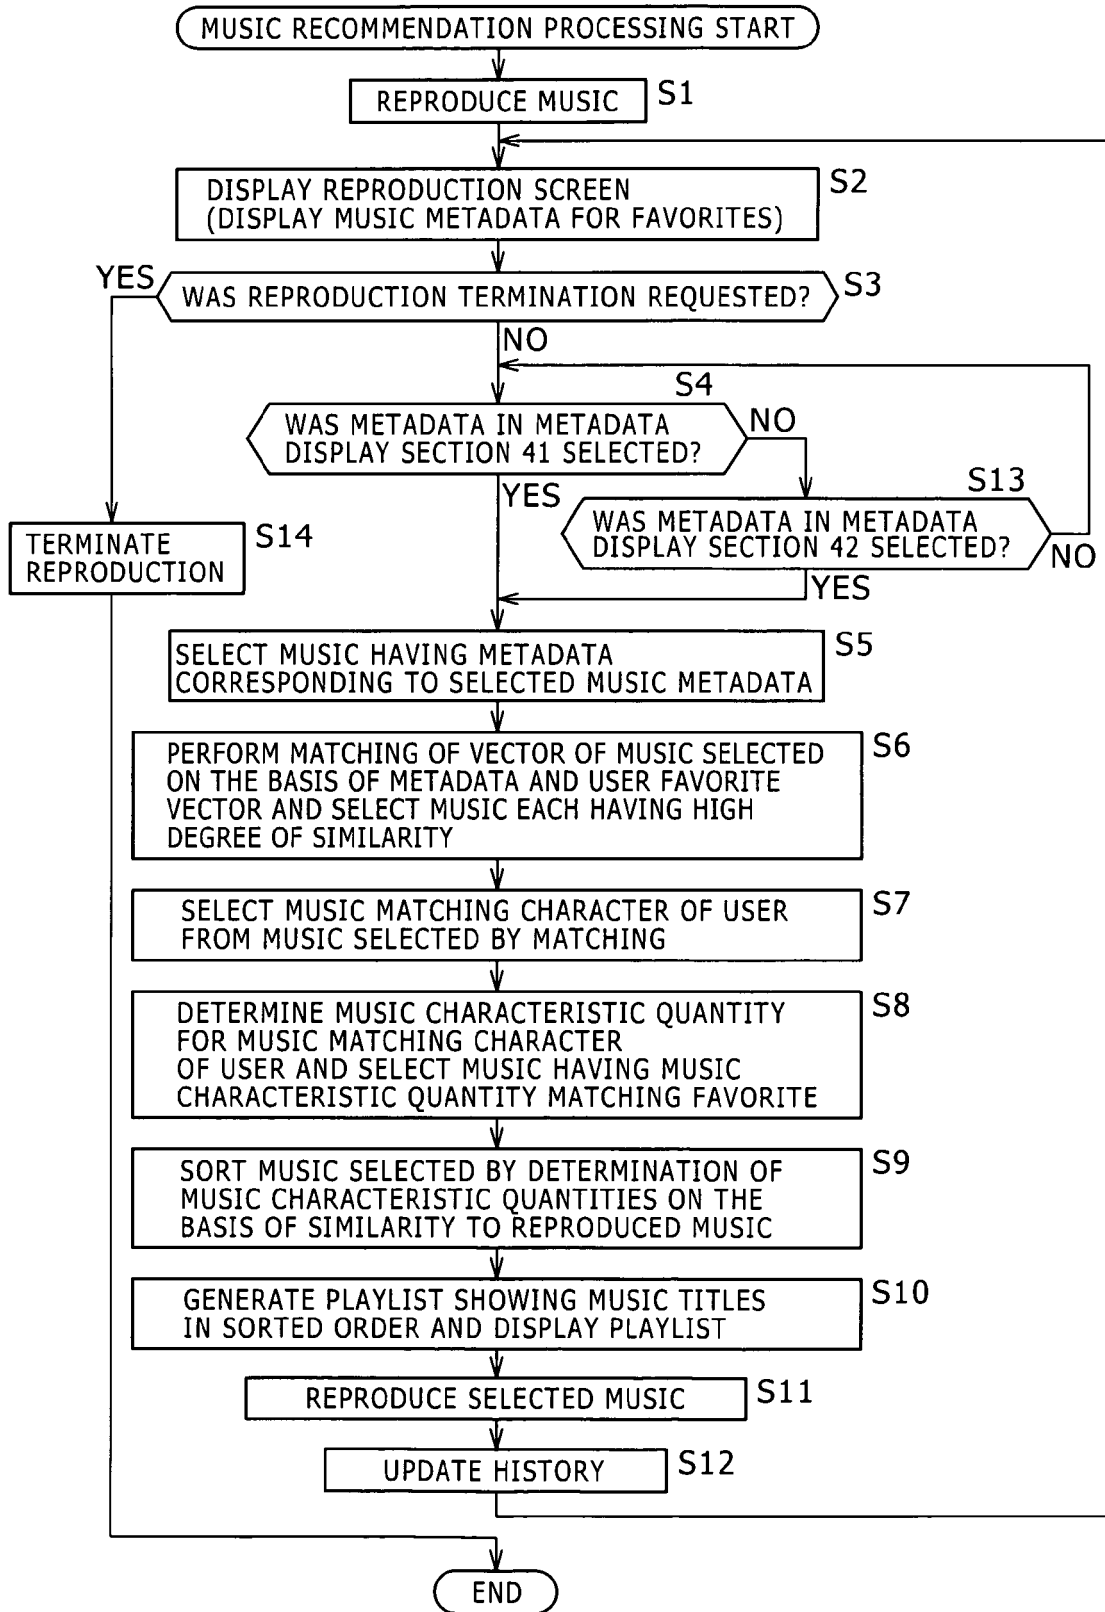 MUSIC RECOMMENDATION PROCESSING START
REPRODUCE MUSIC
S1
DISPLAY REPRODUCTION SCREEN
(DISPLAY MUSIC METADATA FOR FAVORITES)
S2
YES
WAS REPRODUCTION TERMINATION REQUESTED?
S3
NO
S4
WAS METADATA IN METADATA
DISPLAY SECTION 41 SELECTED?
NO
YES
S13
WAS METADATA IN METADATA
DISPLAY SECTION 42 SELECTED?
NO
YES
TERMINATE
REPRODUCTION
S14
SELECT MUSIC HAVING METADATA
CORRESPONDING TO SELECTED MUSIC METADATA
S5
PERFORM MATCHING OF VECTOR OF MUSIC SELECTED
ON THE BASIS OF METADATA AND USER FAVORITE
VECTOR AND SELECT MUSIC EACH HAVING HIGH
DEGREE OF SIMILARITY
S6
SELECT MUSIC MATCHING CHARACTER OF USER
FROM MUSIC SELECTED BY MATCHING
S7
DETERMINE MUSIC CHARACTERISTIC QUANTITY
FOR MUSIC MATCHING CHARACTER
OF USER AND SELECT MUSIC HAVING MUSIC
CHARACTERISTIC QUANTITY MATCHING FAVORITE
S8
SORT MUSIC SELECTED BY DETERMINATION OF
MUSIC CHARACTERISTIC QUANTITIES ON THE
BASIS OF SIMILARITY TO REPRODUCED MUSIC
S9
GENERATE PLAYLIST SHOWING MUSIC TITLES
IN SORTED ORDER AND DISPLAY PLAYLIST
S10
REPRODUCE SELECTED MUSIC
S11
UPDATE HISTORY
S12
END